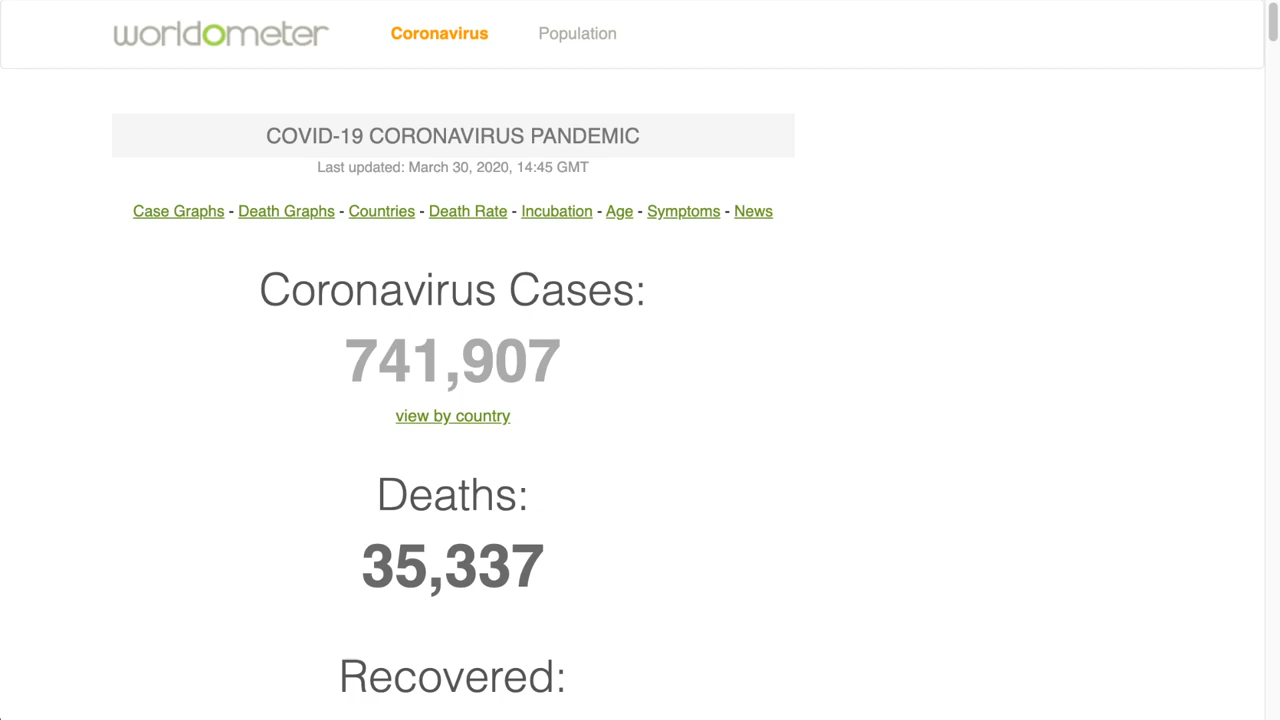 worldometer Coronavirus Population
COVID-19 CORONAVIRUS PANDEMIC
Last updated: March 30, 2020, 14:45 GMT
Case Graphs - Death Graphs - Countries - Death Rate - Incubation - Age - Symptoms - News
Coronavirus Cases:
741,907
view by country
Deaths:
35,337
Recovered: